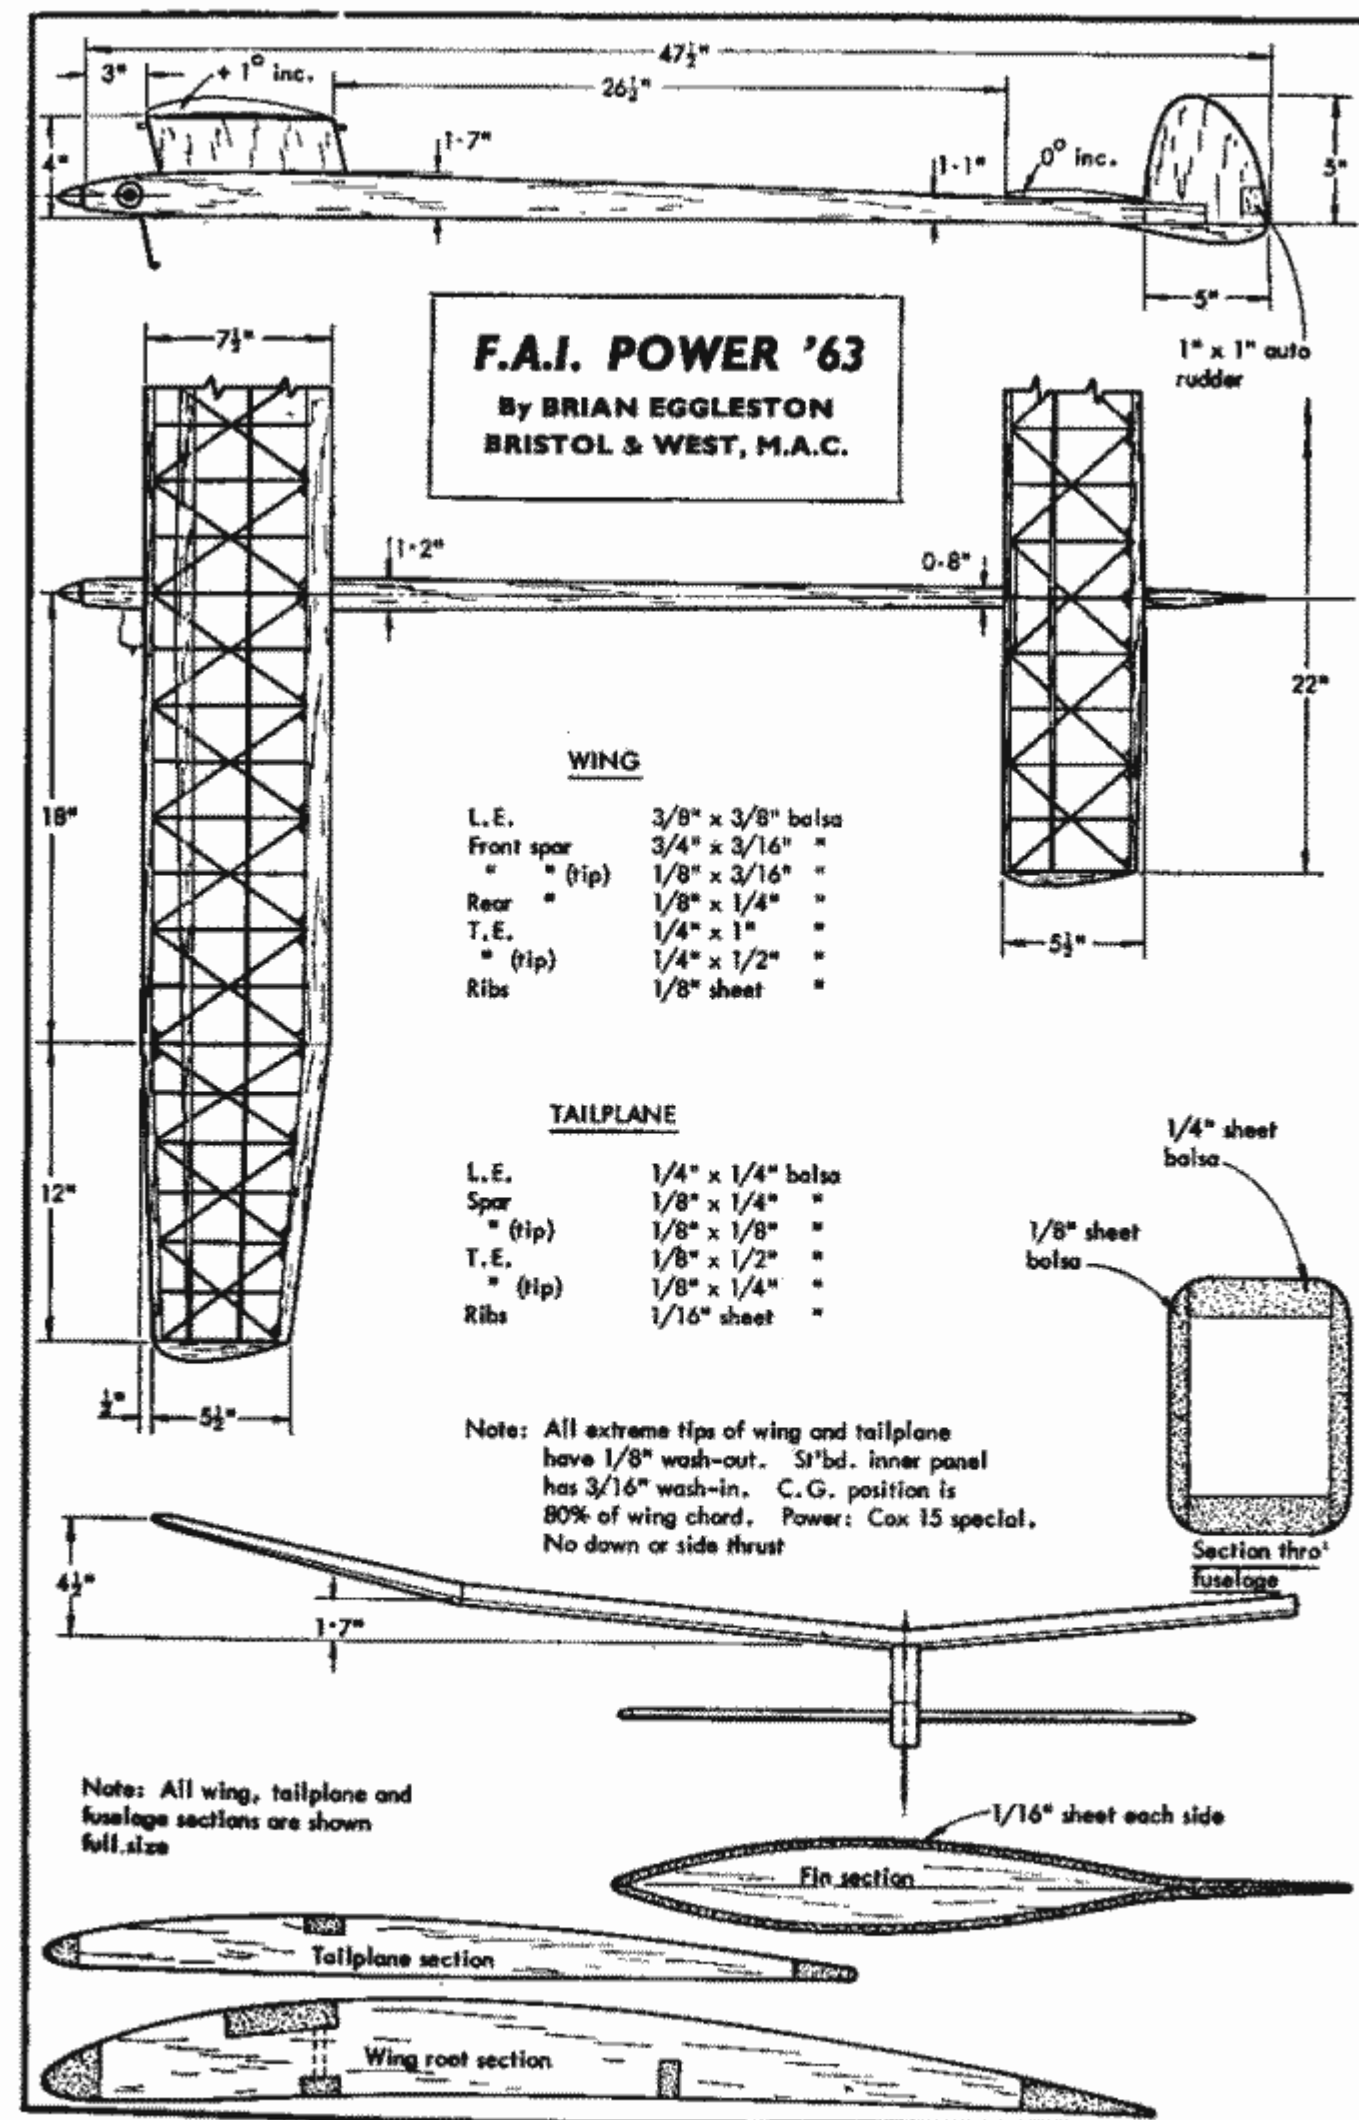 47½"
3"
+ 1° inc.
26½"
4"
1·7"
1·1"
0° inc.
5"
5"
1" x 1" auto
rudder
7½"
F.A.I. POWER '63
By BRIAN EGGLESTON
BRISTOL & WEST, M.A.C.
1·2"
0·8"
22"
18"
WING
L.E. 3/8" x 3/8" balsa
Front spar 3/4" x 3/16" "
" " (tip) 1/8" x 3/16" "
Rear " 1/8" x 1/4" "
T.E. 1/4" x 1" "
" (tip) 1/4" x 1/2" "
Ribs 1/8" sheet "
5½"
12"
TAILPLANE
L.E. 1/4" x 1/4" balsa
Spar 1/8" x 1/4" "
" (tip) 1/8" x 1/8" "
T.E. 1/8" x 1/2" "
" (tip) 1/8" x 1/4" "
Ribs 1/16" sheet "
1/4" sheet
balsa
1/8" sheet
balsa
½"
5½"
Note: All extreme tips of wing and tailplane
have 1/8" wash-out. St'bd. inner panel
has 3/16" wash-in. C.G. position is
80% of wing chord. Power: Cox 15 special.
No down or side thrust
Section thro'
fuselage
4½"
1·7"
Note: All wing, tailplane and
fuselage sections are shown
full.size
1/16" sheet each side
Fin section
Tailplane section
Wing root section